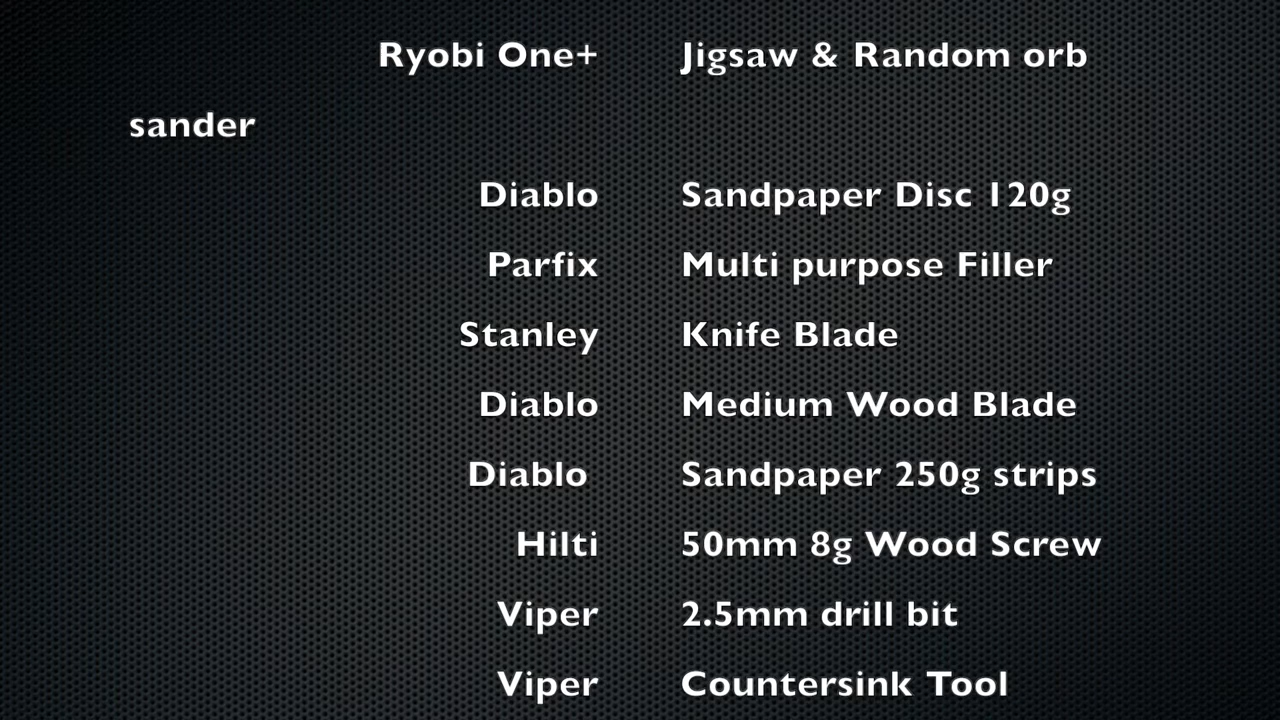 Ryobi One+ Jigsaw & Random orb
sander
Diablo Sandpaper Disc 120g
Parfix Multi purpose Filler
Stanley Knife Blade
Diablo Medium Wood Blade
Diablo Sandpaper 250g strips
Hilti 50mm 8g Wood Screw
Viper 2.5mm drill bit
Viper Countersink Tool